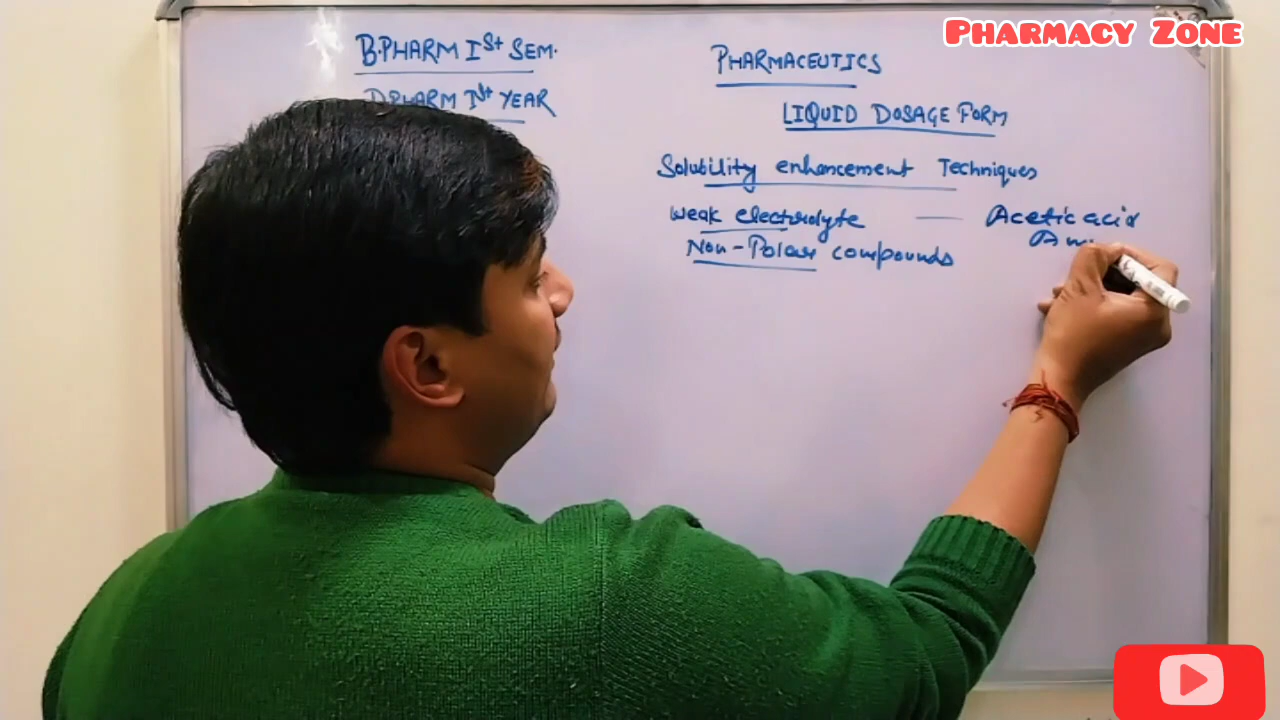 PHARMACY ZONE
B.PHARM Ist SEM.
D.PHARM Ist YEAR
PHARMACEUTICS
LIQUID DOSAGE FORM
Solubility enhancement Techniques
Weak electrolyte — Acetic acid
Non-Polar compounds